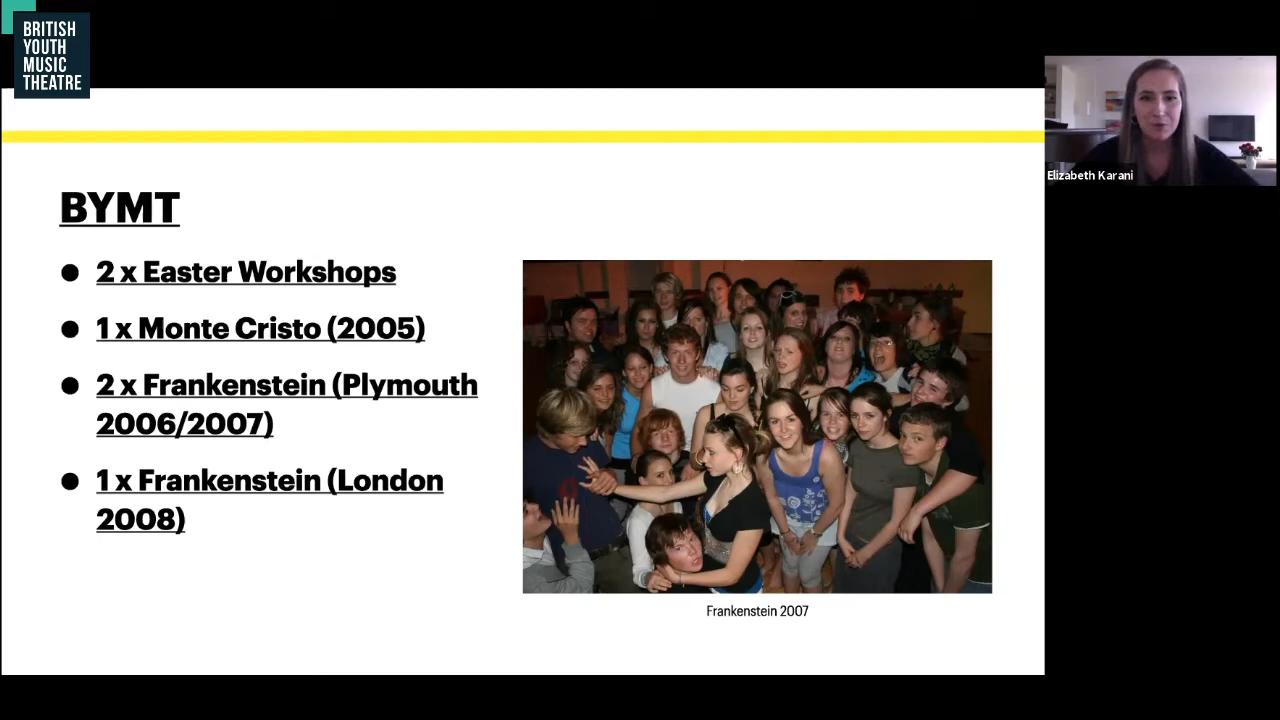 BRITISH
YOUTH
MUSIC
THEATRE
Elizabeth Karani
BYMT
● 2 x Easter Workshops
● 1 x Monte Cristo (2005)
● 2 x Frankenstein (Plymouth
2006/2007)
● 1 x Frankenstein (London
2008)
Frankenstein 2007